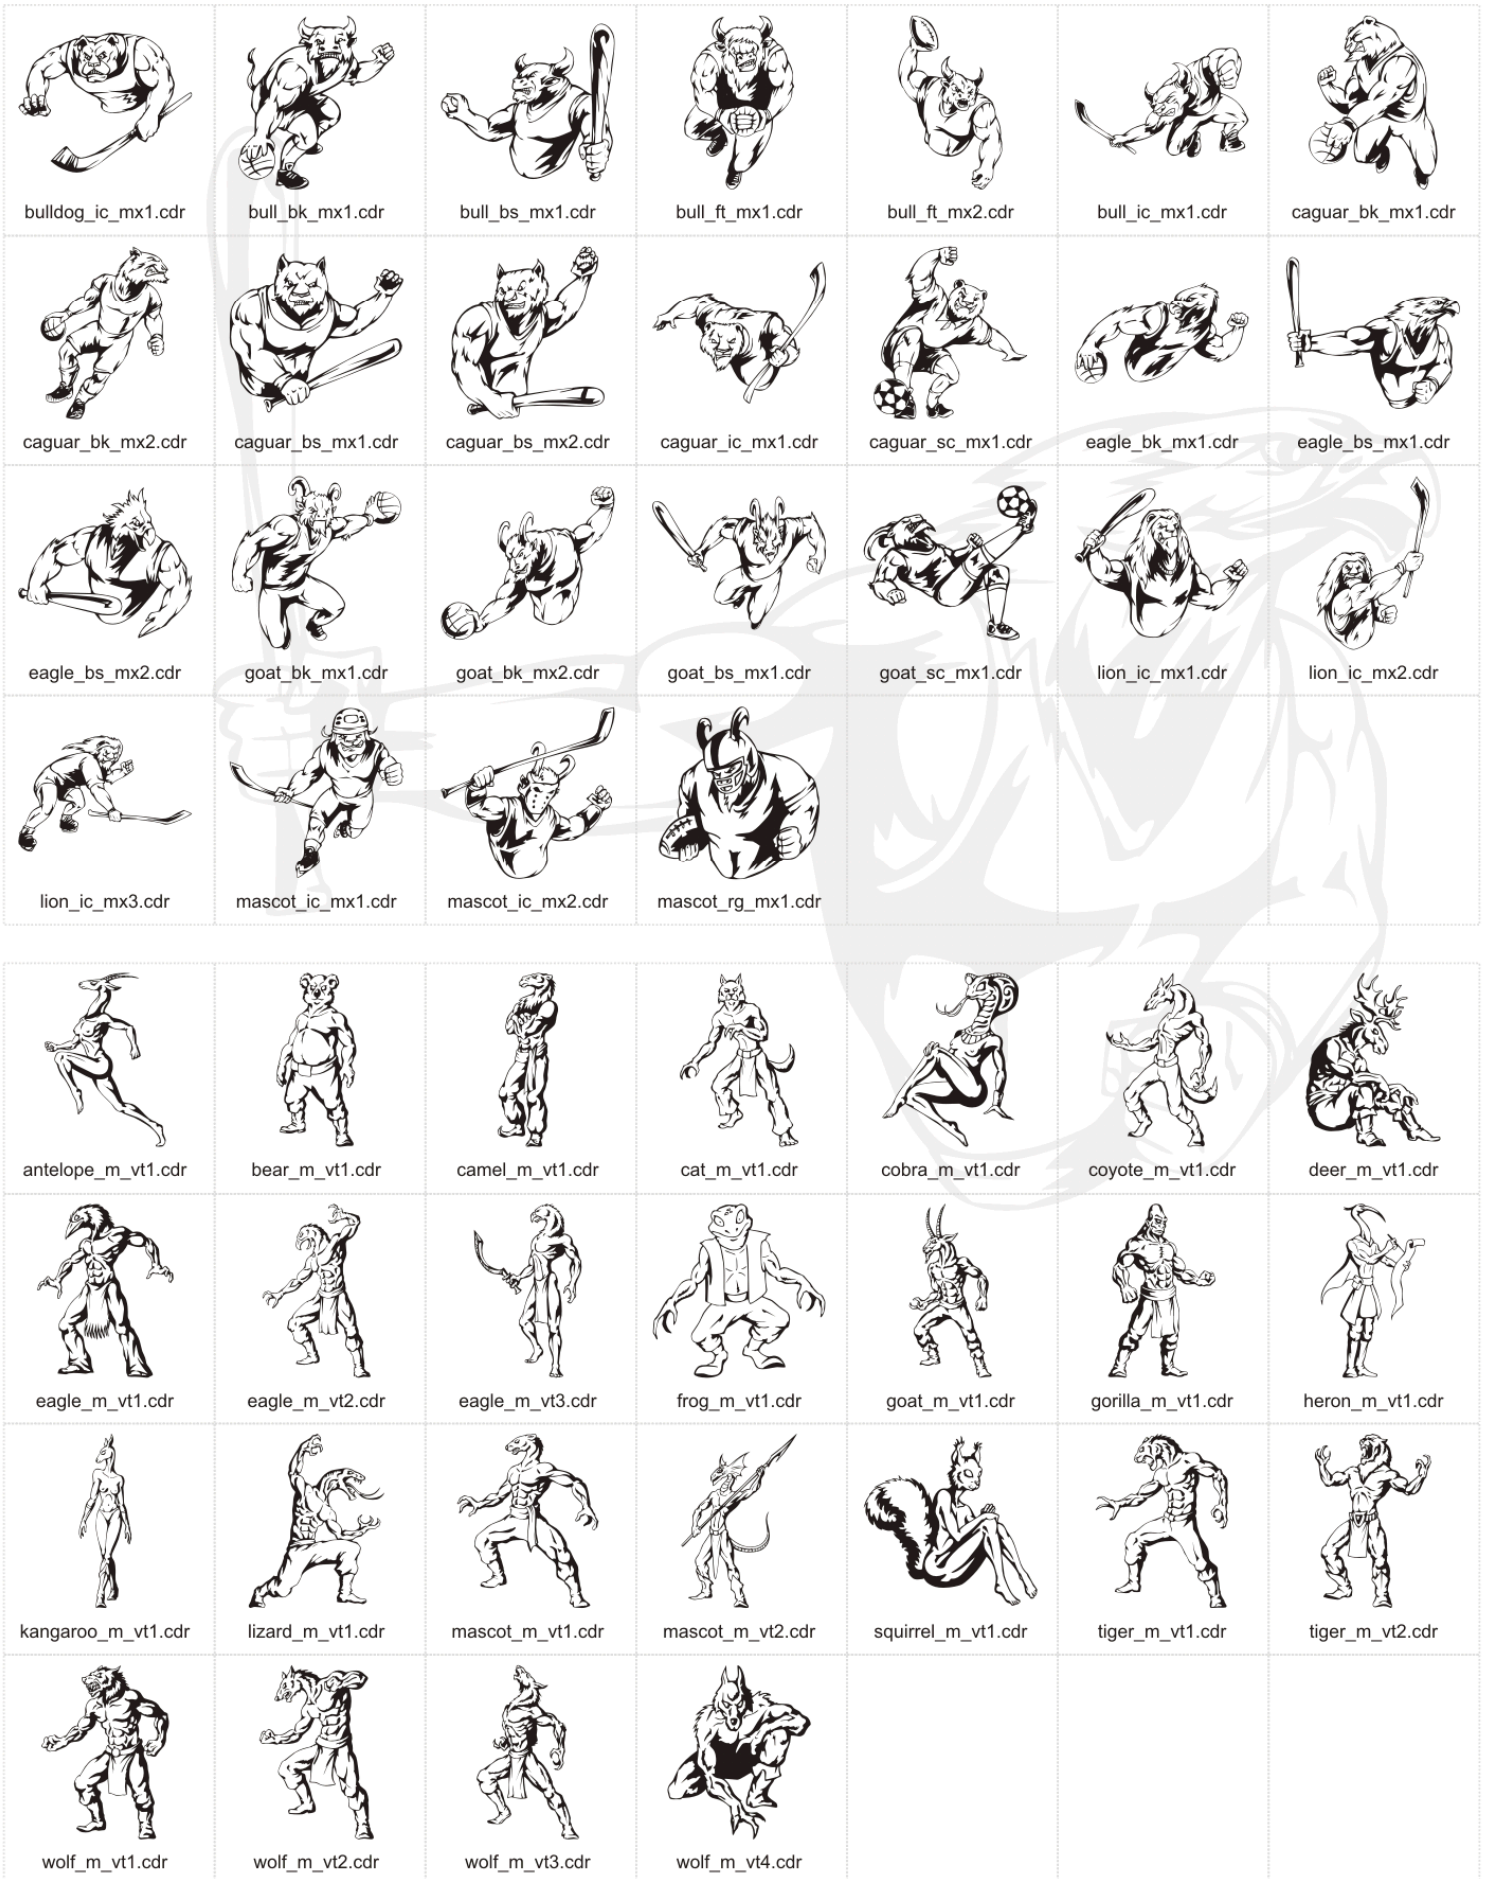 bulldog_ic_mx1.cdr
bull_bk_mx1.cdr
bull_bs_mx1.cdr
bull_ft_mx1.cdr
bull_ft_mx2.cdr
bull_ic_mx1.cdr
caguar_bk_mx1.cdr
caguar_bk_mx2.cdr
caguar_bs_mx1.cdr
caguar_bs_mx2.cdr
caguar_ic_mx1.cdr
caguar_sc_mx1.cdr
eagle_bk_mx1.cdr
eagle_bs_mx1.cdr
eagle_bs_mx2.cdr
goat_bk_mx1.cdr
goat_bk_mx2.cdr
goat_bs_mx1.cdr
goat_sc_mx1.cdr
lion_ic_mx1.cdr
lion_ic_mx2.cdr
lion_ic_mx3.cdr
mascot_ic_mx1.cdr
mascot_ic_mx2.cdr
mascot_rg_mx1.cdr
antelope_m_vt1.cdr
bear_m_vt1.cdr
camel_m_vt1.cdr
cat_m_vt1.cdr
cobra_m_vt1.cdr
coyote_m_vt1.cdr
deer_m_vt1.cdr
eagle_m_vt1.cdr
eagle_m_vt2.cdr
eagle_m_vt3.cdr
frog_m_vt1.cdr
goat_m_vt1.cdr
gorilla_m_vt1.cdr
heron_m_vt1.cdr
kangaroo_m_vt1.cdr
lizard_m_vt1.cdr
mascot_m_vt1.cdr
mascot_m_vt2.cdr
squirrel_m_vt1.cdr
tiger_m_vt1.cdr
tiger_m_vt2.cdr
wolf_m_vt1.cdr
wolf_m_vt2.cdr
wolf_m_vt3.cdr
wolf_m_vt4.cdr